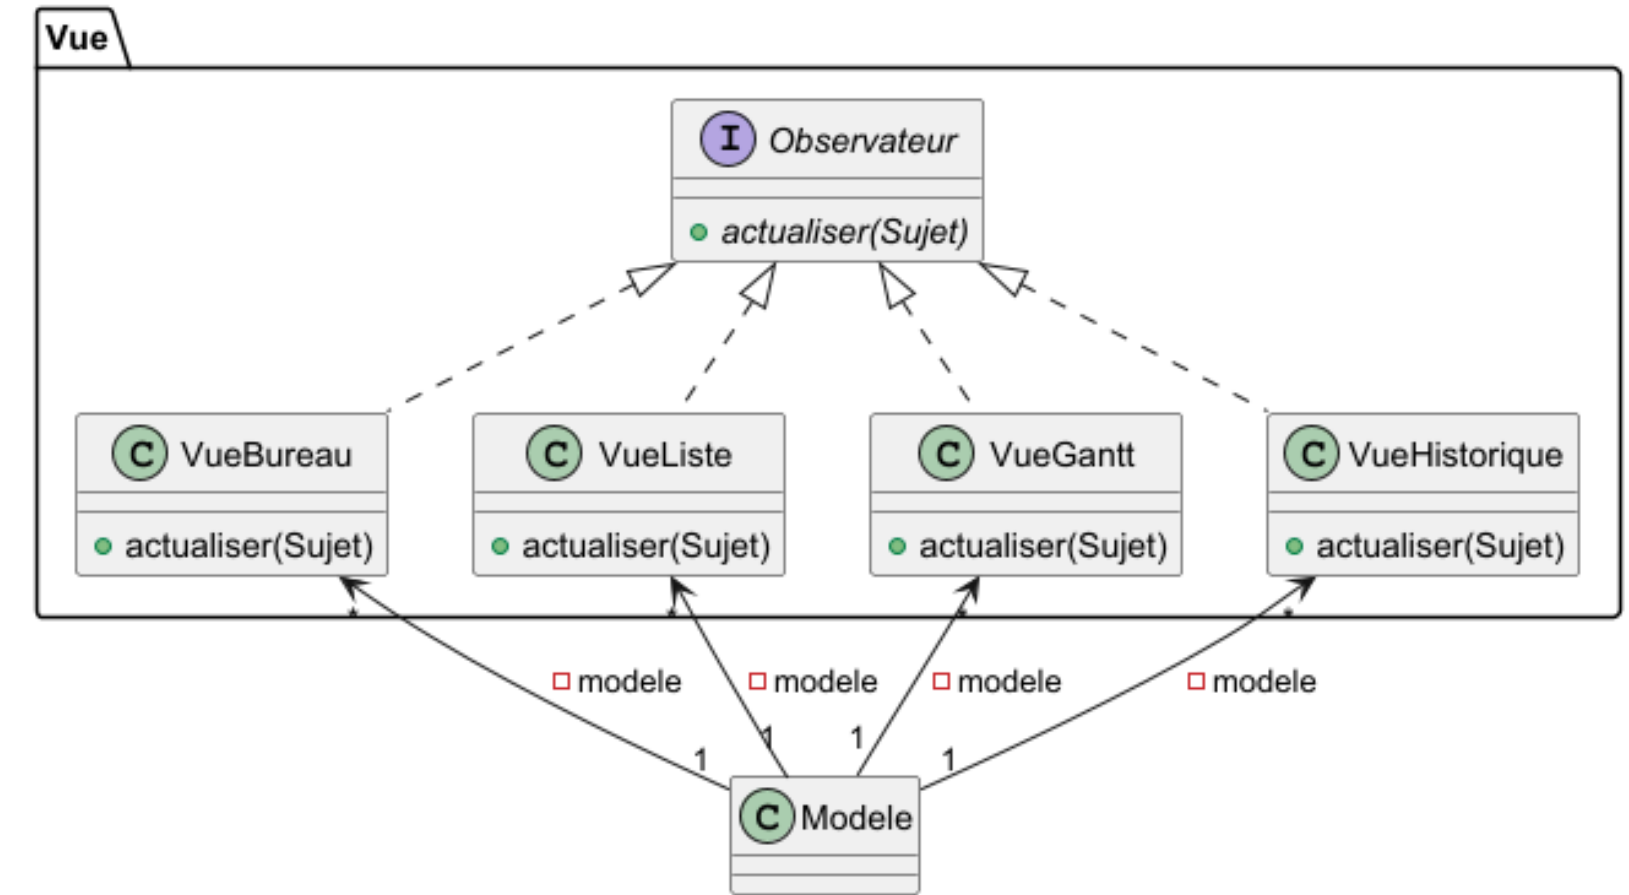 Vue
I Observateur
actualiser(Sujet)
C VueBureau
actualiser(Sujet)
C VueListe
actualiser(Sujet)
C VueGantt
actualiser(Sujet)
C VueHistorique
actualiser(Sujet)
* * * *
modele modele modele modele
1 1 1 1
C Modele